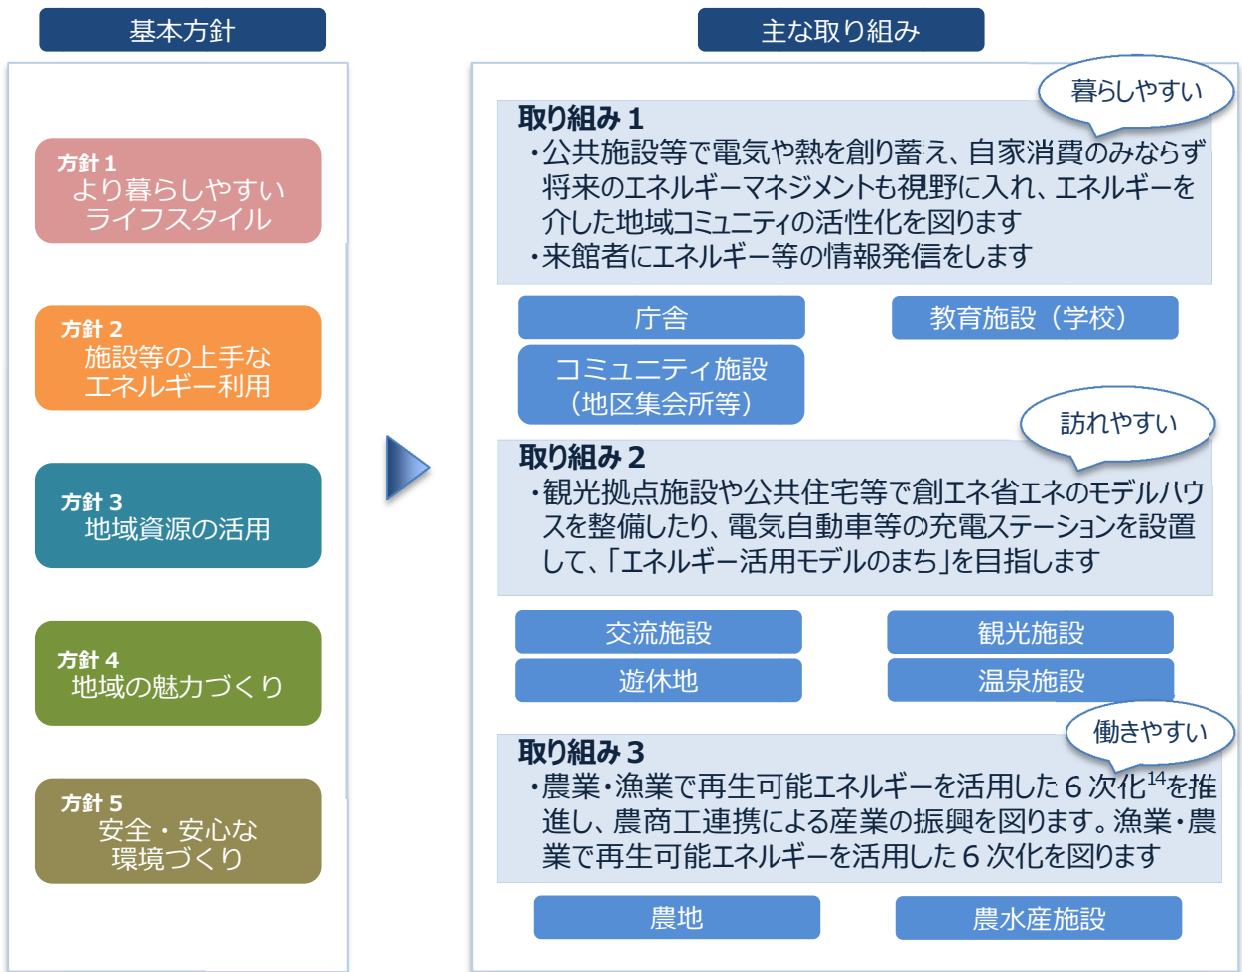 基本方針
方針１
より暮らしやすい
ライフスタイル
方針２
施設等の上手な
エネルギー利用
方針３
地域資源の活用
方針４
地域の魅力づくり
方針５
安全・安心な
環境づくり
主な取り組み
暮らしやすい
取り組み１
・公共施設等で電気や熱を創り蓄え、自家消費のみならず
将来のエネルギーマネジメントも視野に入れ、エネルギーを
介した地域コミュニティの活性化を図ります
・来館者にエネルギー等の情報発信をします
庁舎
教育施設（学校）
コミュニティ施設
（地区集会所等）
訪れやすい
取り組み２
・観光拠点施設や公共住宅等で創エネ省エネのモデルハウ
スを整備したり、電気自動車等の充電ステーションを設置
して、「エネルギー活用モデルのまち」を目指します
交流施設
観光施設
遊休地
温泉施設
働きやすい
取り組み３
・農業・漁業で再生可能エネルギーを活用した６次化14を推
進し、農商工連携による産業の振興を図ります。漁業・農
業で再生可能エネルギーを活用した６次化を図ります
農地
農水産施設